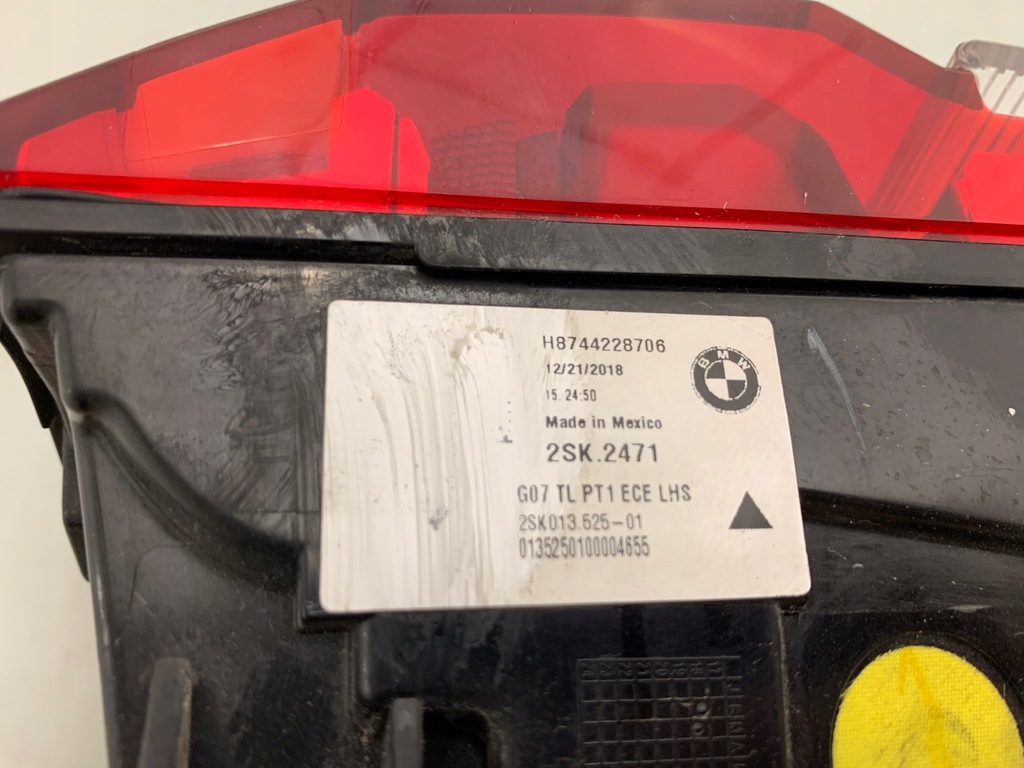 H8744228706
BMW
12/21/2018
15 24:50
Made in Mexico
2SK.2471
G07 TL PT1 ECE LHS
2SK013.525-01
0135250100004655